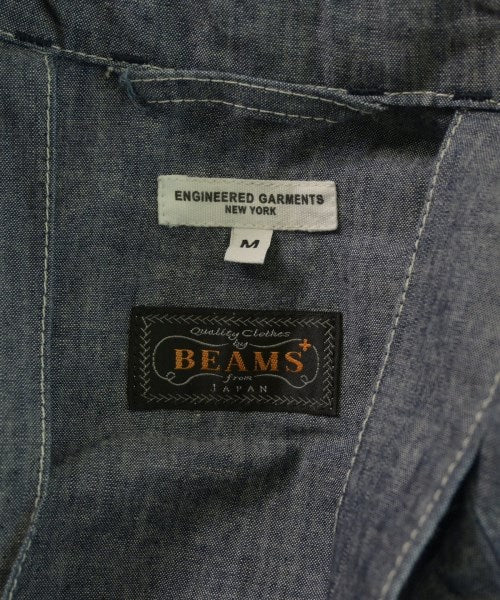 ENGINEERED GARMENTS
NEW YORK
M
Quality Clothes
by
BEAMS+
from
JAPAN